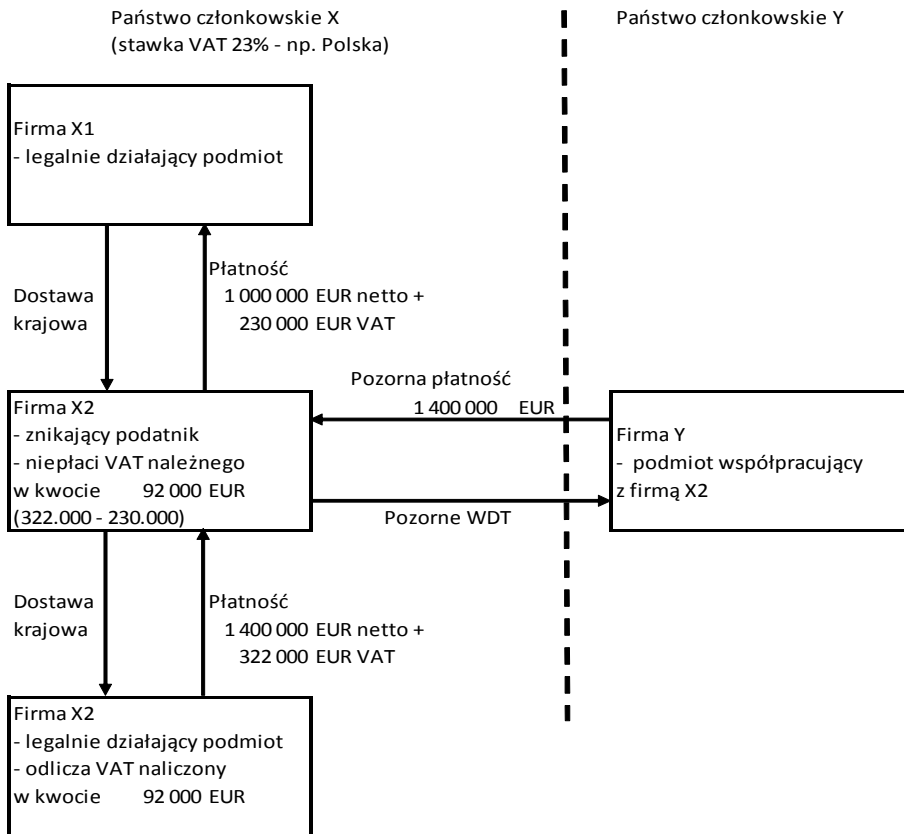 Państwo członkowskie X
(stawka VAT 23% - np. Polska)
Państwo członkowskie Y
Firma X1
- legalnie działający podmiot
Dostawa
krajowa
Płatność
1 000 000 EUR netto +
230 000 EUR VAT
Pozorna płatność
1 400 000 EUR
Firma X2
- znikający podatnik
- niepłaci VAT należnego
w kwocie 92 000 EUR
(322.000 - 230.000)
Firma Y
- podmiot współpracujący
z firmą X2
Pozorne WDT
Dostawa
krajowa
Płatność
1 400 000 EUR netto +
322 000 EUR VAT
Firma X2
- legalnie działający podmiot
- odlicza VAT naliczony
w kwocie 92 000 EUR